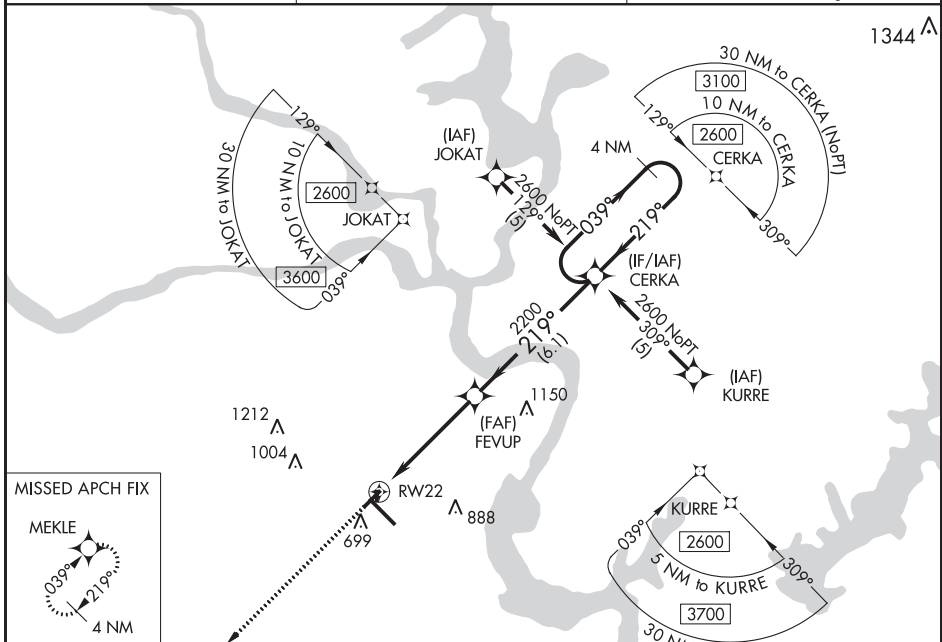 1344
30 NM to CERKA (NoPT)
3100
10 NM to CERKA
2600
129°
CERKA
309°
129°
30 NM to JOKAT
10 NM to JOKAT
2600
JOKAT
3600
039°
(IAF)
JOKAT
2600 NoPT
129°
(5)
4 NM
039°
219°
(IF/IAF)
CERKA
2600 NoPT
309°
(5)
(IAF)
KURRE
2200
219°
(6.1)
1150
(FAF)
FEVUP
1212
1004
RW22
699
888
MISSED APCH FIX
MEKLE
039°
219°
4 NM
KURRE
039°
2600
309°
5 NM to KURRE
3700
30 NM